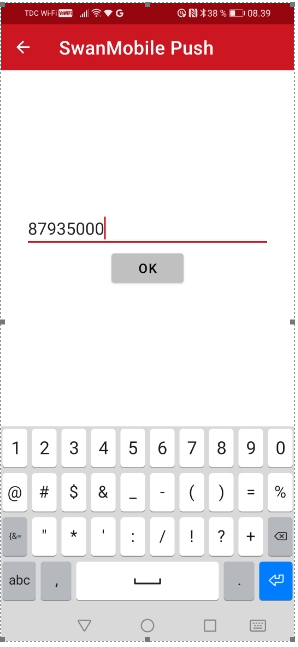 TDC Wi-Fi 38 % 08.39
SwanMobile Push
87935000
OK
1 2 3 4 5 6 7 8 9 0
@ # $ & _ - ( ) = %
{&= " * ' : / ! ? +
abc , .